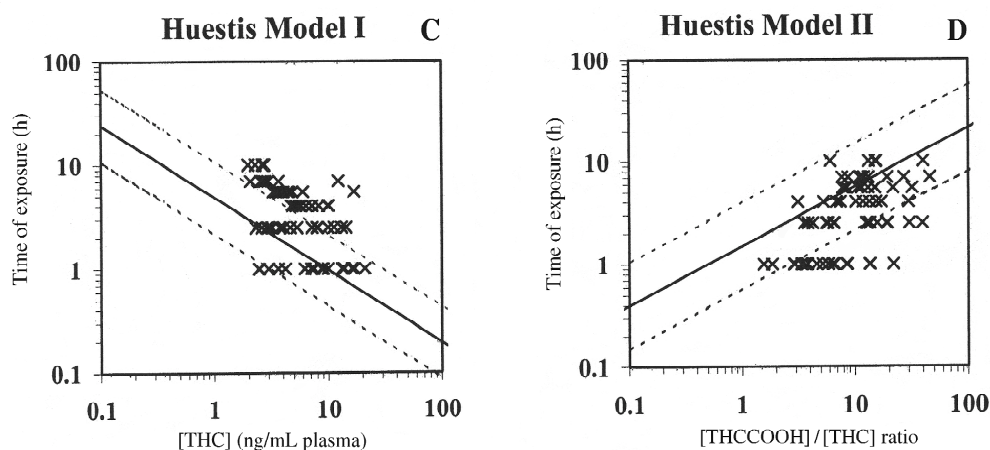 Huestis Model I C
100
10
1
0.1
Time of exposure (h)
0.1 1 10 100
[THC] (ng/mL plasma)
Huestis Model II D
100
10
1
0.1
Time of exposure (h)
0.1 1 10 100
[THCCOOH]/[THC] ratio